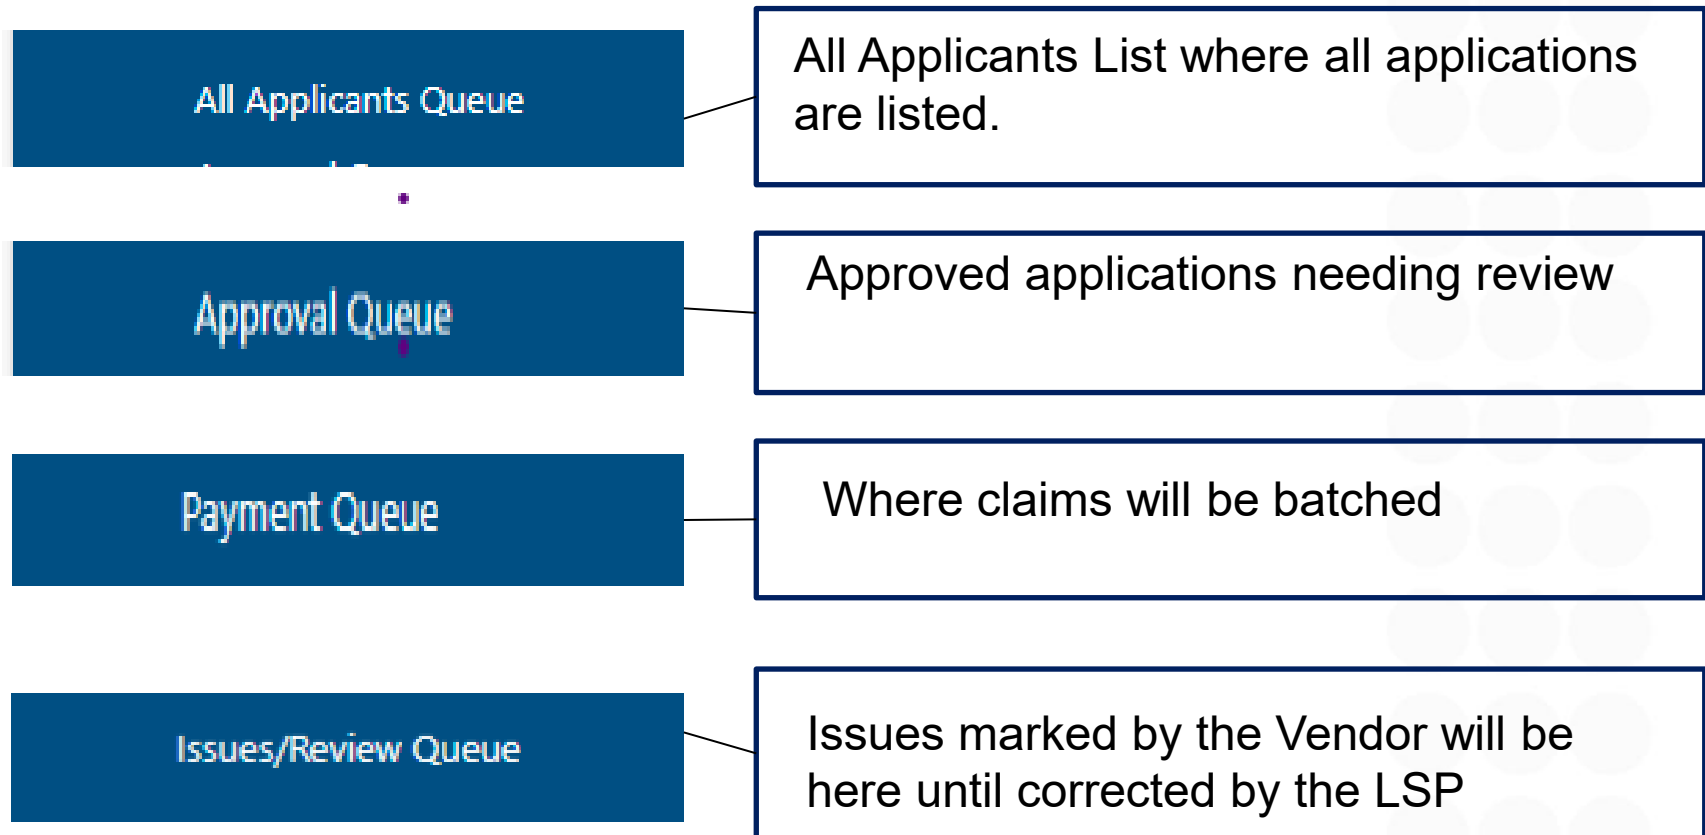 All Applicants Queue
All Applicants List where all applications
are listed.
Approval Queue
Approved applications needing review
Payment Queue
Where claims will be batched
Issues/Review Queue
Issues marked by the Vendor will be
here until corrected by the LSP